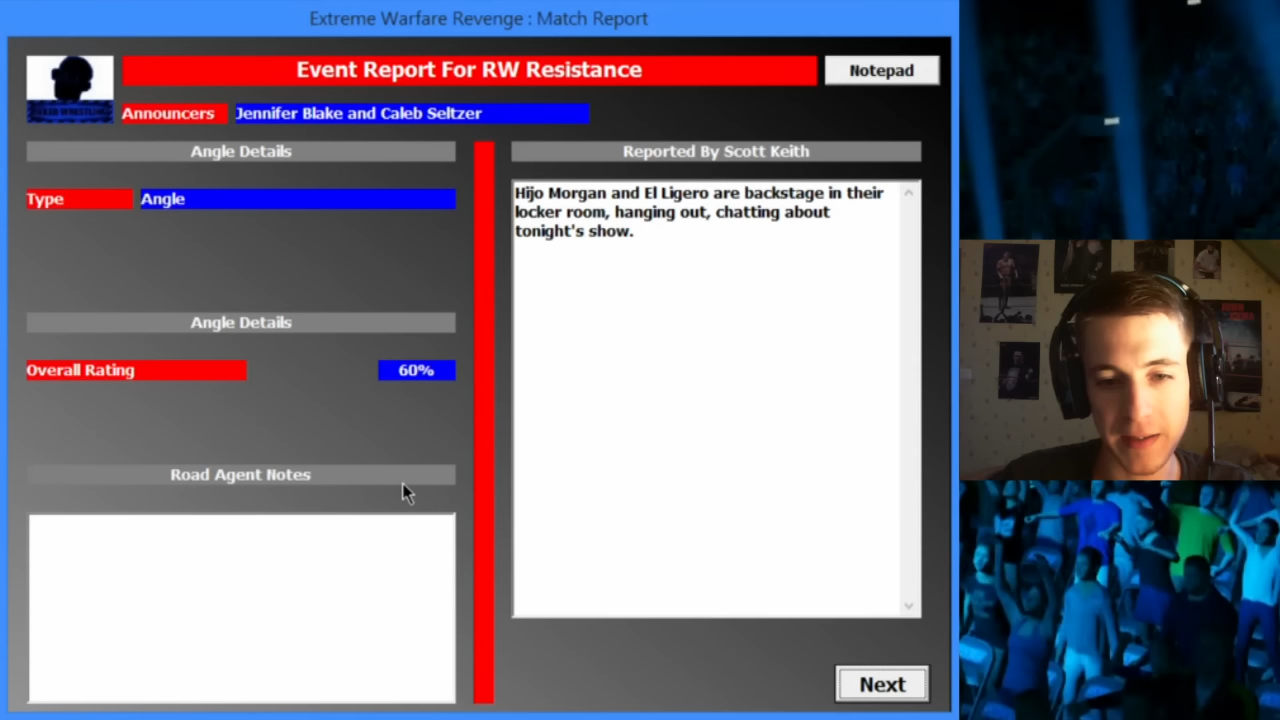 Extreme Warfare Revenge : Match Report
Event Report For RW Resistance
Notepad
Announcers
Jennifer Blake and Caleb Seltzer
Angle Details
Type
Angle
Angle Details
Overall Rating
60%
Road Agent Notes
Reported By Scott Keith
Hijo Morgan and El Ligero are backstage in their
locker room, hanging out, chatting about
tonight's show.
Next